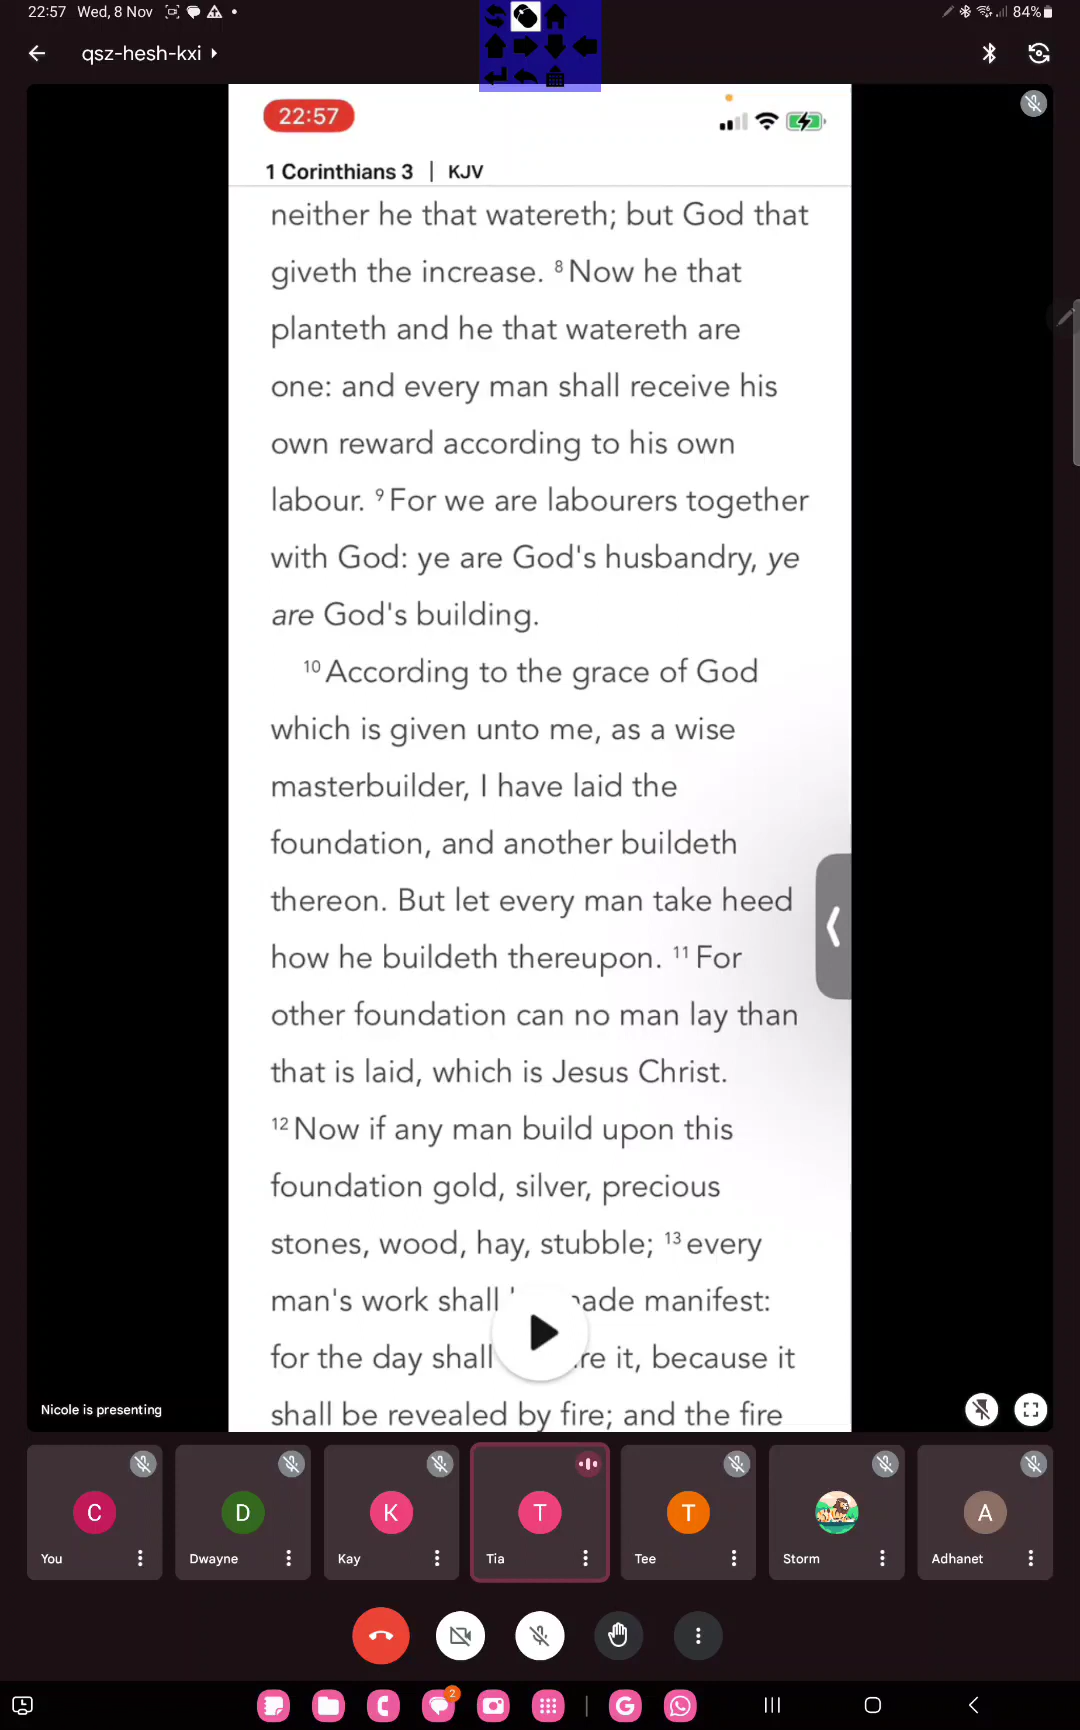 22:57 Wed, 8 Nov
84%
qsz-hesh-kxi
22:57
1 Corinthians 3 | KJV
neither he that watereth; but God that
giveth the increase. 8 Now he that
planteth and he that watereth are
one: and every man shall receive his
own reward according to his own
labour. 9 For we are labourers together
with God: ye are God's husbandry, ye
are God's building.
10 According to the grace of God
which is given unto me, as a wise
masterbuilder, I have laid the
foundation, and another buildeth
thereon. But let every man take heed
how he buildeth thereupon. 11 For
other foundation can no man lay than
that is laid, which is Jesus Christ.
12 Now if any man build upon this
foundation gold, silver, precious
stones, wood, hay, stubble; 13 every
man's work shall manifest:
for the day shall it, because it
shall be revealed by fire; and the fire
Nicole is presenting
C D K T T A
You Dwayne Kay Tia Tee Storm Adhanet
2
G